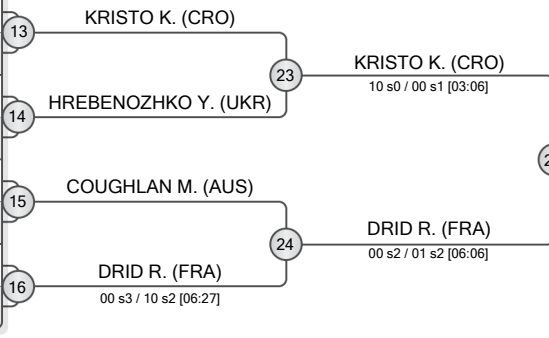 KRISTO K. (CRO)
13
23
KRISTO K. (CRO)
10 s0 / 00 s1 [03:06]
HREBENOZHKO Y. (UKR)
14
COUGHLAN M. (AUS)
15
24
DRID R. (FRA)
00 s2 / 01 s2 [06:06]
DRID R. (FRA)
16
00 s3 / 10 s2 [06:27]